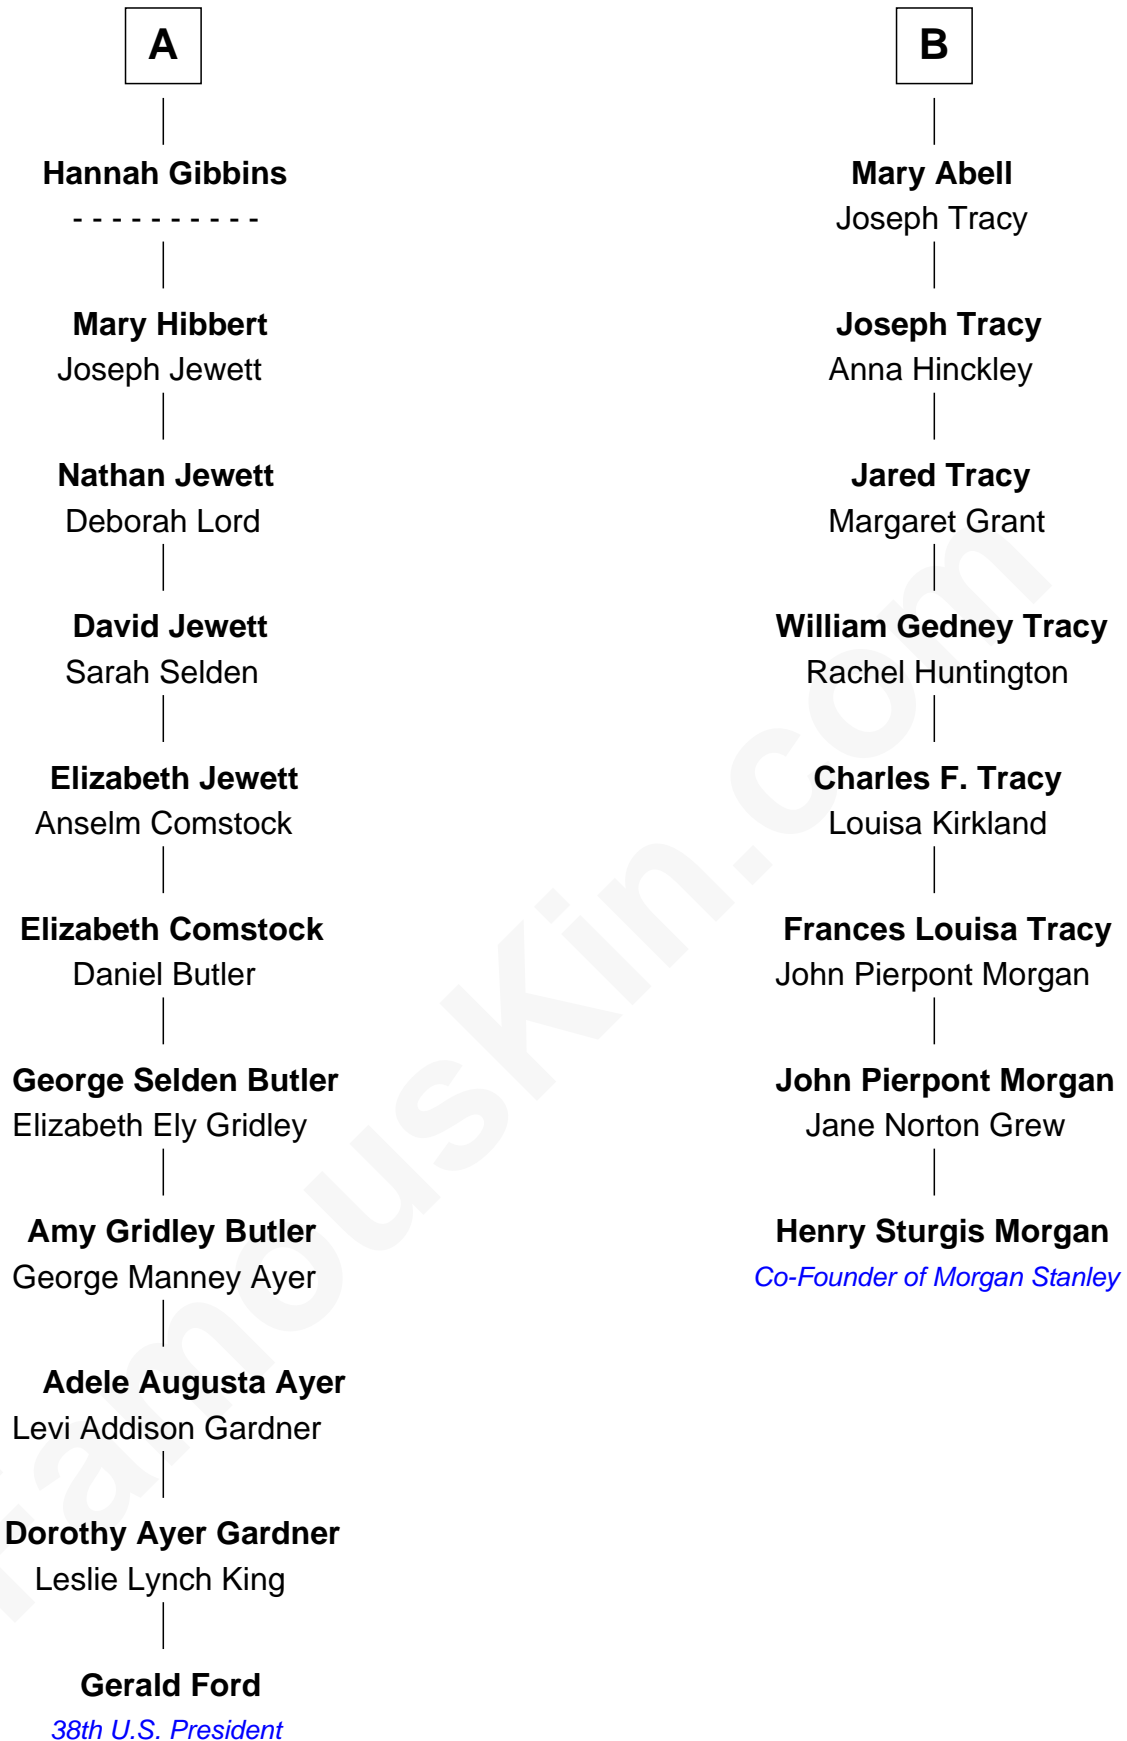 A
Hannah Gibbins
- - - - - - - - - -
Mary Hibbert
Joseph Jewett
Nathan Jewett
Deborah Lord
David Jewett
Sarah Selden
Elizabeth Jewett
Anselm Comstock
Elizabeth Comstock
Daniel Butler
George Selden Butler
Elizabeth Ely Gridley
Amy Gridley Butler
George Manney Ayer
Adele Augusta Ayer
Levi Addison Gardner
Dorothy Ayer Gardner
Leslie Lynch King
Gerald Ford
38th U.S. President
B
Mary Abell
Joseph Tracy
Joseph Tracy
Anna Hinckley
Jared Tracy
Margaret Grant
William Gedney Tracy
Rachel Huntington
Charles F. Tracy
Louisa Kirkland
Frances Louisa Tracy
John Pierpont Morgan
John Pierpont Morgan
Jane Norton Grew
Henry Sturgis Morgan
Co-Founder of Morgan Stanley
FamousKin.com